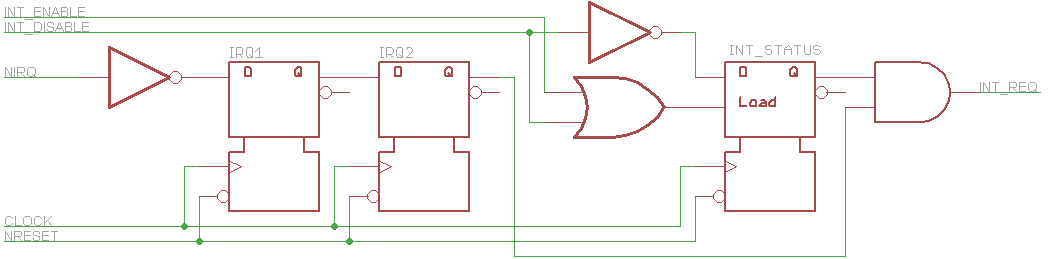 INT_ENABLE
INT_DISABLE
IRQ1
IRQ2
INT_STATUS
NIRQ
D Q
D Q
D Q
Load
INT_REQ
CLOCK
NRESET